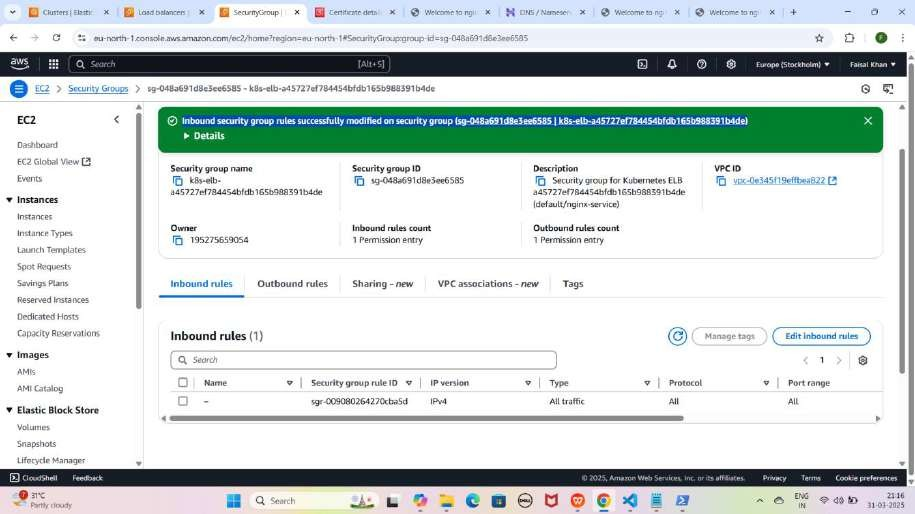 Clusters | Elastic
Load balancers |
SecurityGroup |
Certificate detail
Welcome to ngi
DNS / Nameserv
Welcome to ngi
Welcome to ngi
eu-north-1.console.aws.amazon.com/ec2/home?region=eu-north-1#SecurityGroup:group-id=sg-048a691d8e3ee6585
F
aws
Search
[Alt+S]
Europe (Stockholm)
Faisal Khan
EC2
Security Groups
sg-048a691d8e3ee6585 - k8s-elb-a45727ef784454bfdb165b988391b4de
EC2
Dashboard
EC2 Global View
Events
Instances
Instances
Instance Types
Launch Templates
Spot Requests
Savings Plans
Reserved Instances
Dedicated Hosts
Capacity Reservations
Images
AMIs
AMI Catalog
Elastic Block Store
Volumes
Snapshots
Lifecycle Manager
Inbound security group rules successfully modified on security group (sg-048a691d8e3ee6585 | k8s-elb-a45727ef784454bfdb165b988391b4de)
Details
Security group name
k8s-elb-
a45727ef784454bfdb165b988391b4de
Security group ID
sg-048a691d8e3ee6585
Description
Security group for Kubernetes ELB
a45727ef784454bfdb165b988391b4de
(default/nginx-service)
VPC ID
vpc-0e345f19effbea822
Owner
195275659054
Inbound rules count
1 Permission entry
Outbound rules count
1 Permission entry
Inbound rules
Outbound rules
Sharing - new
VPC associations - new
Tags
Inbound rules (1)
Manage tags
Edit inbound rules
Search
1
Name
Security group rule ID
IP version
Type
Protocol
Port range
–
sgr-009080264270cba5d
IPv4
All traffic
All
All
CloudShell
Feedback
© 2025, Amazon Web Services, Inc. or its affiliates.
Privacy
Terms
Cookie preferences
7
31°C
Partly cloudy
Search
DELL
ENG
IN
21:16
31-03-2025